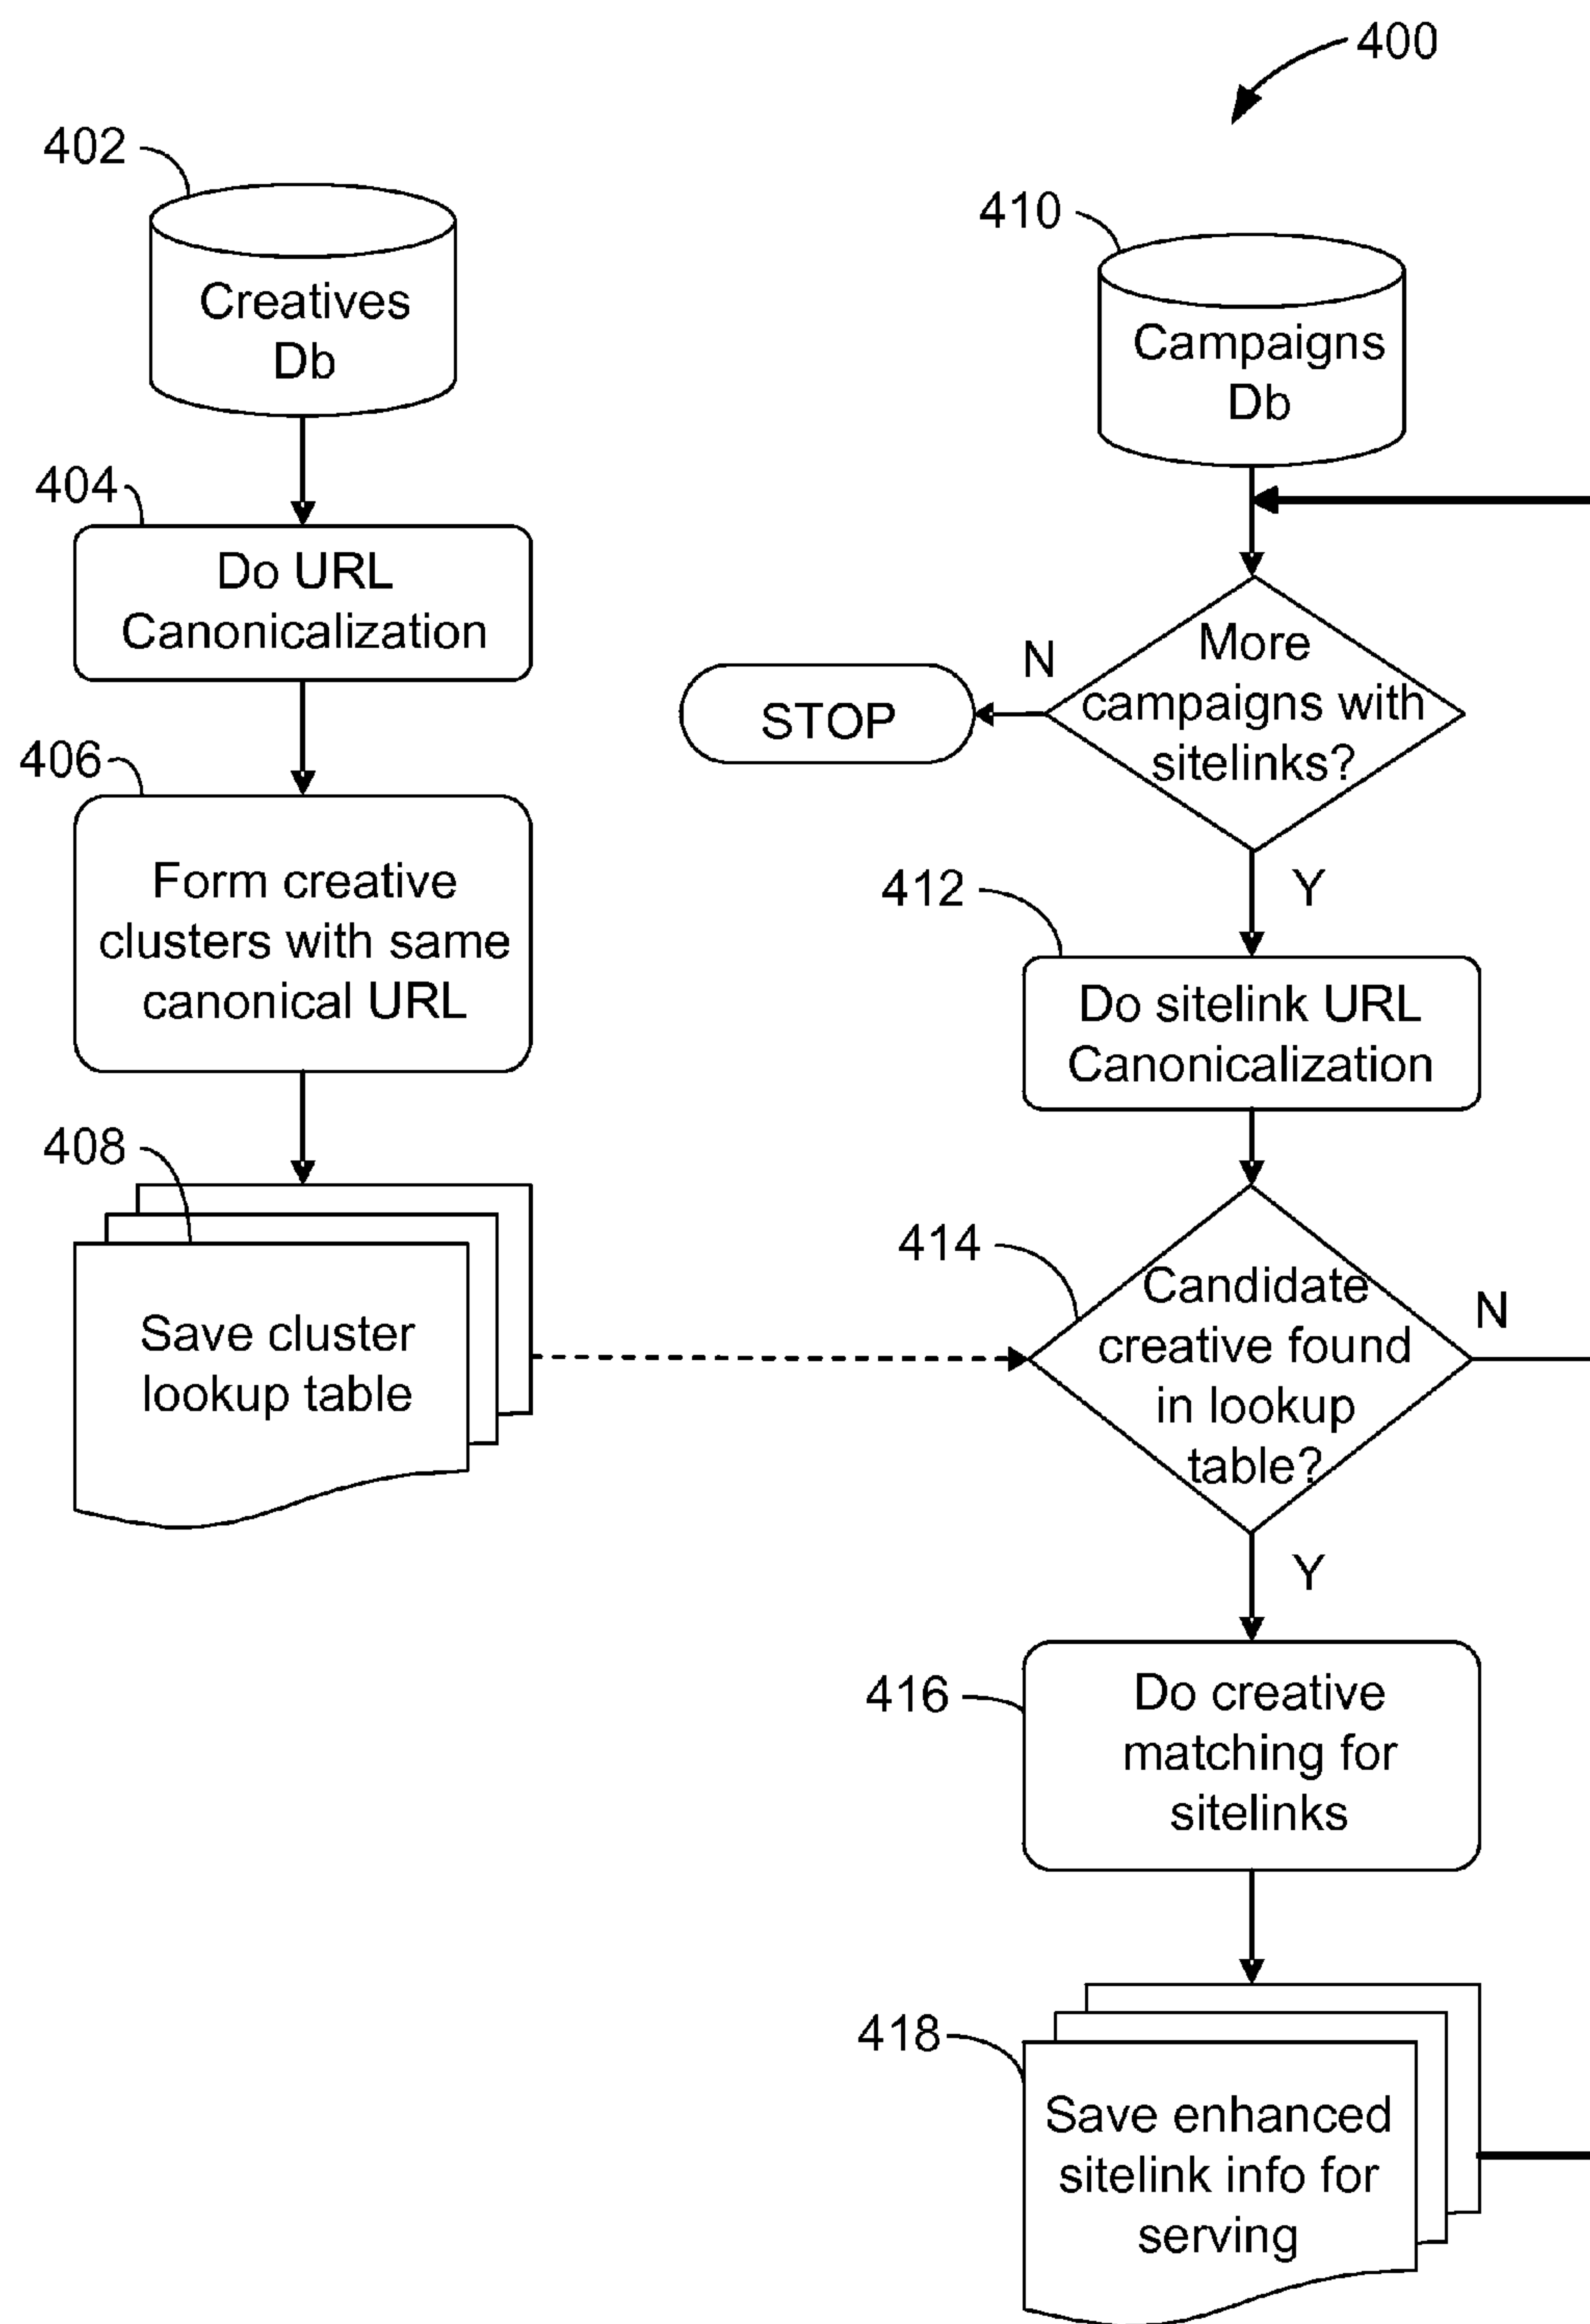 400
402
Creatives
Db
404
Do URL
Canonicalization
406
Form creative
clusters with same
canonical URL
408
Save cluster
lookup table
410
Campaigns
Db
More
campaigns with
sitelinks?
N
STOP
Y
412
Do sitelink URL
Canonicalization
414
Candidate
creative found
in lookup
table?
N
Y
416
Do creative
matching for
sitelinks
418
Save enhanced
sitelink info for
serving